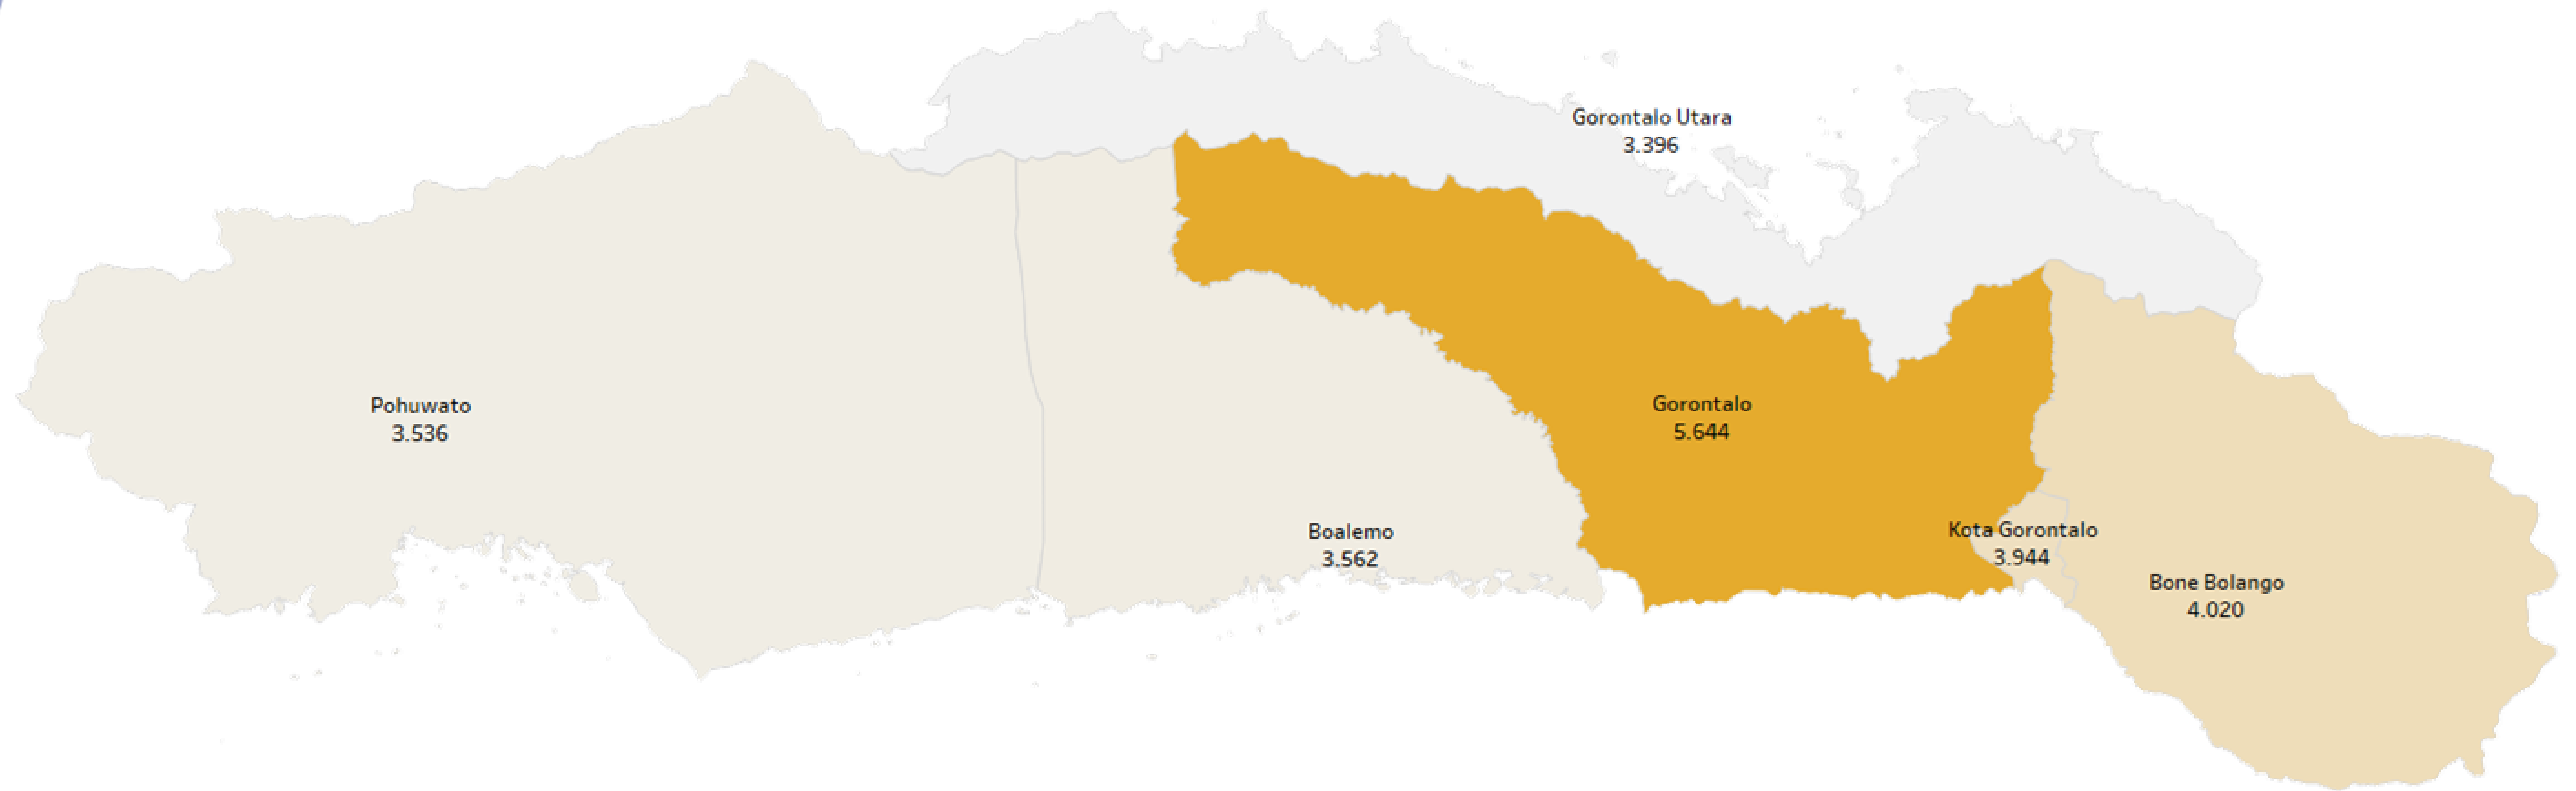 Gorontalo Utara
3.396
Pohuwato
3.536
Gorontalo
5.644
Boalemo
3.562
Kota Gorontalo
3.944
Bone Bolango
4.020